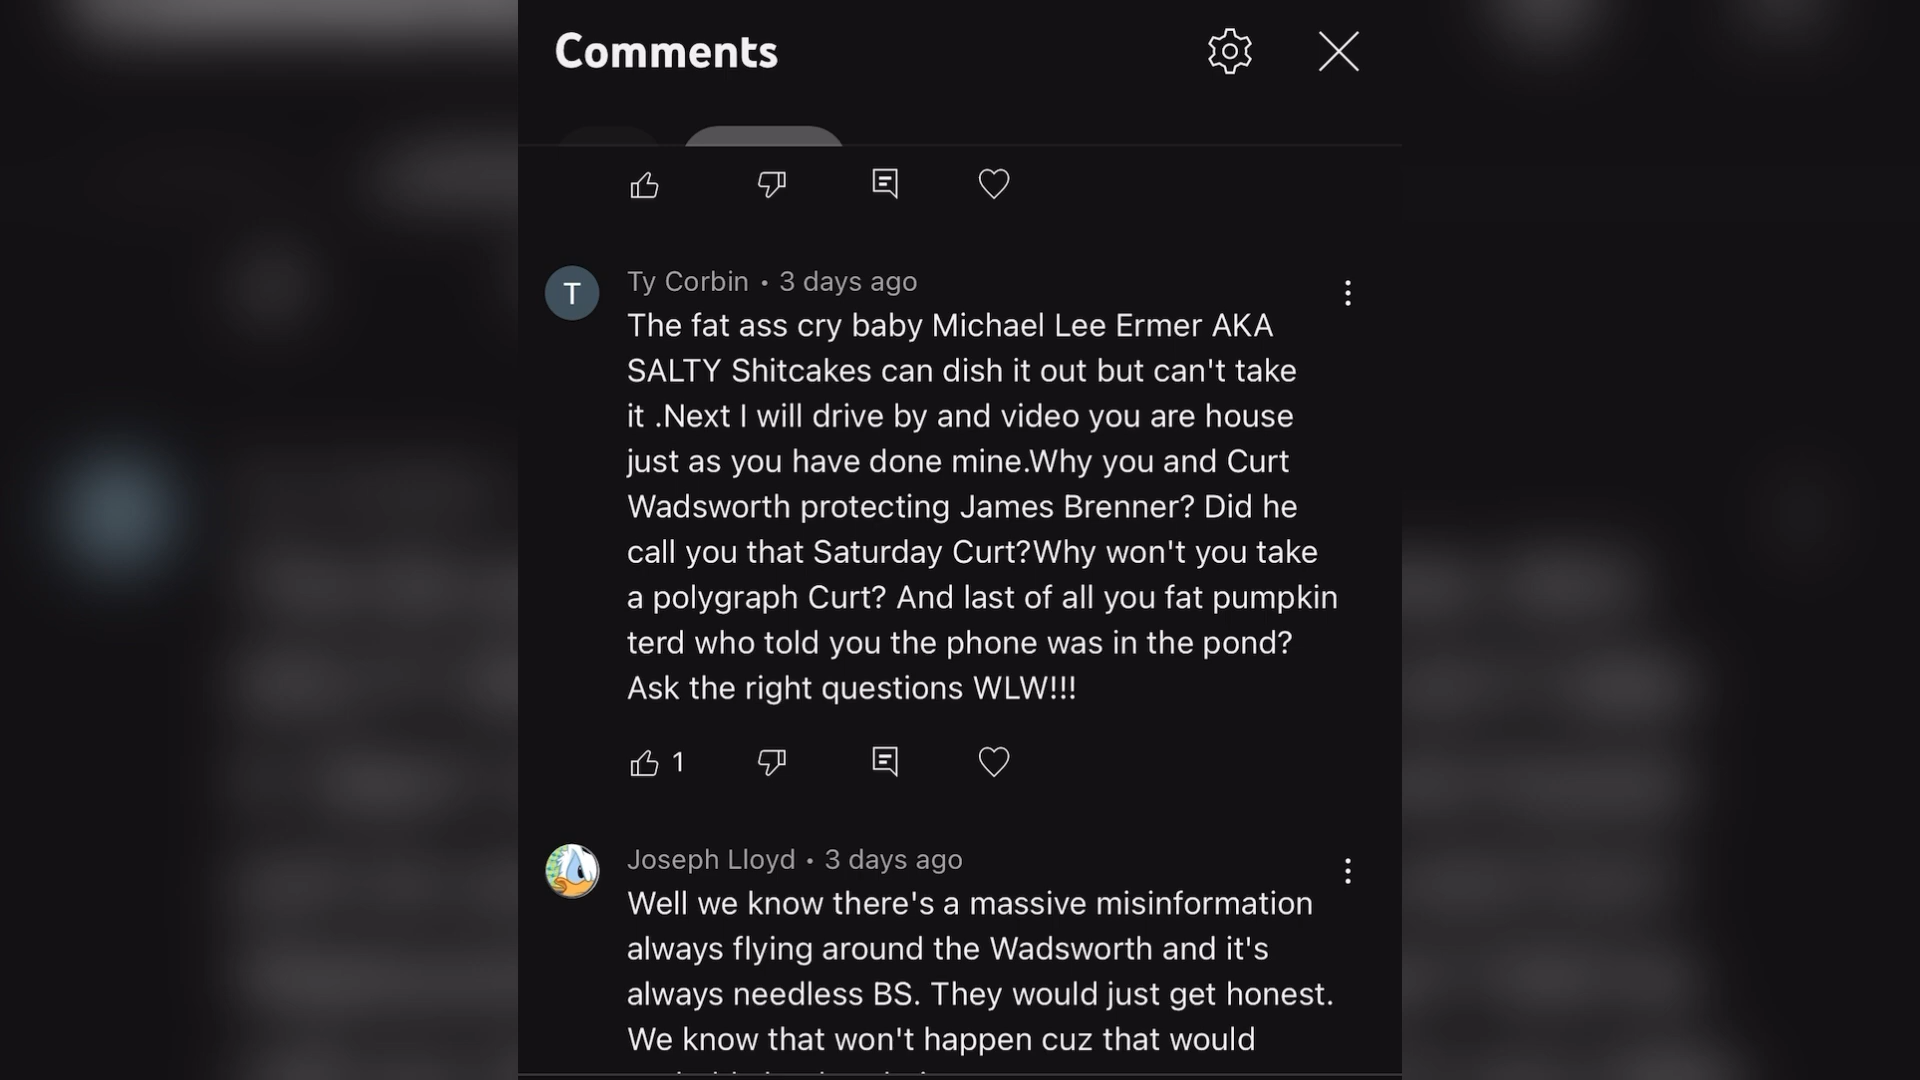 Comments
T
Ty Corbin • 3 days ago
The fat ass cry baby Michael Lee Ermer AKA
SALTY Shitcakes can dish it out but can't take
it .Next I will drive by and video you are house
just as you have done mine.Why you and Curt
Wadsworth protecting James Brenner? Did he
call you that Saturday Curt?Why won't you take
a polygraph Curt? And last of all you fat pumpkin
terd who told you the phone was in the pond?
Ask the right questions WLW!!!
1
Joseph Lloyd • 3 days ago
Well we know there's a massive misinformation
always flying around the Wadsworth and it's
always needless BS. They would just get honest.
We know that won't happen cuz that would